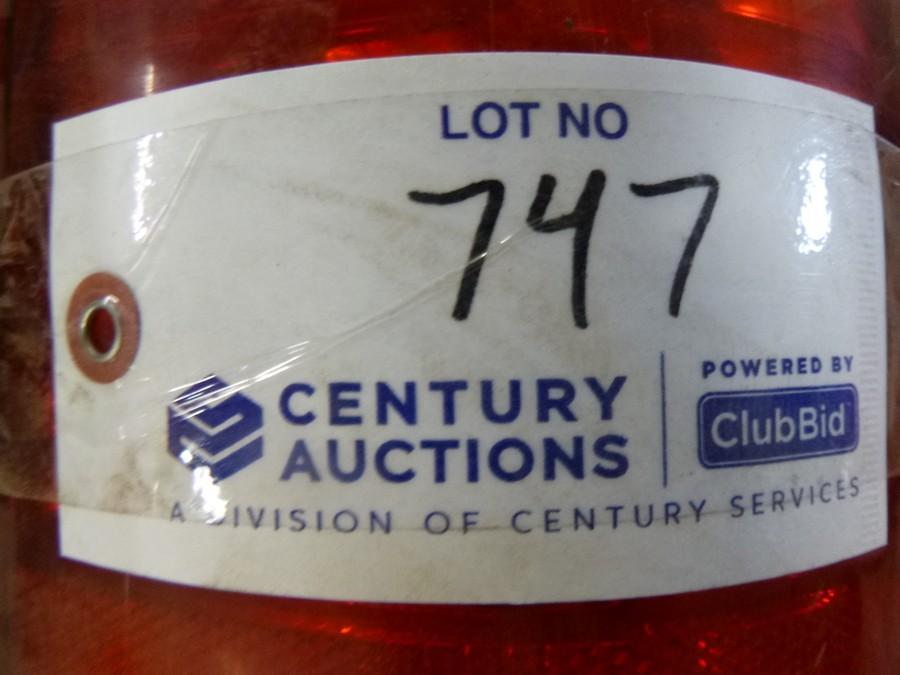 LOT NO
747
CENTURY
AUCTIONS
A DIVISION OF CENTURY SERVICES
POWERED BY
ClubBid